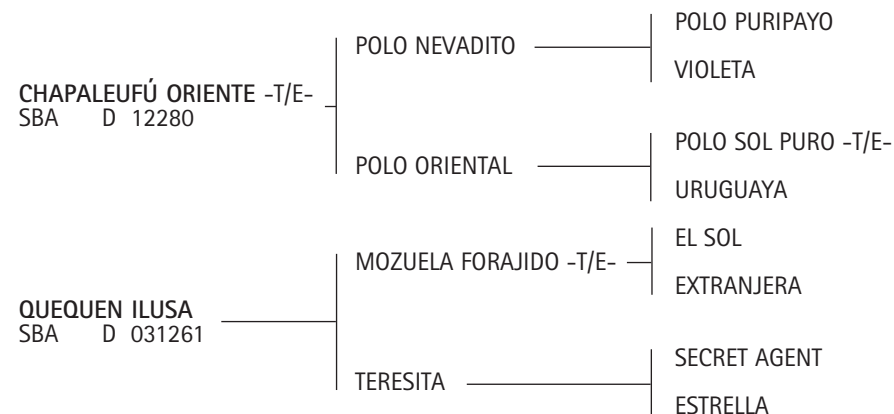 POLO PURIPAYO
POLO NEVADITO
VIOLETA
CHAPALEUFÚ ORIENTE -T/E-
SBA D 12280
POLO SOL PURO -T/E-
POLO ORIENTAL
URUGUAYA
EL SOL
MOZUELA FORAJIDO -T/E-
EXTRANJERA
QUEQUEN ILUSA
SBA D 031261
SECRET AGENT
TERESITA
ESTRELLA